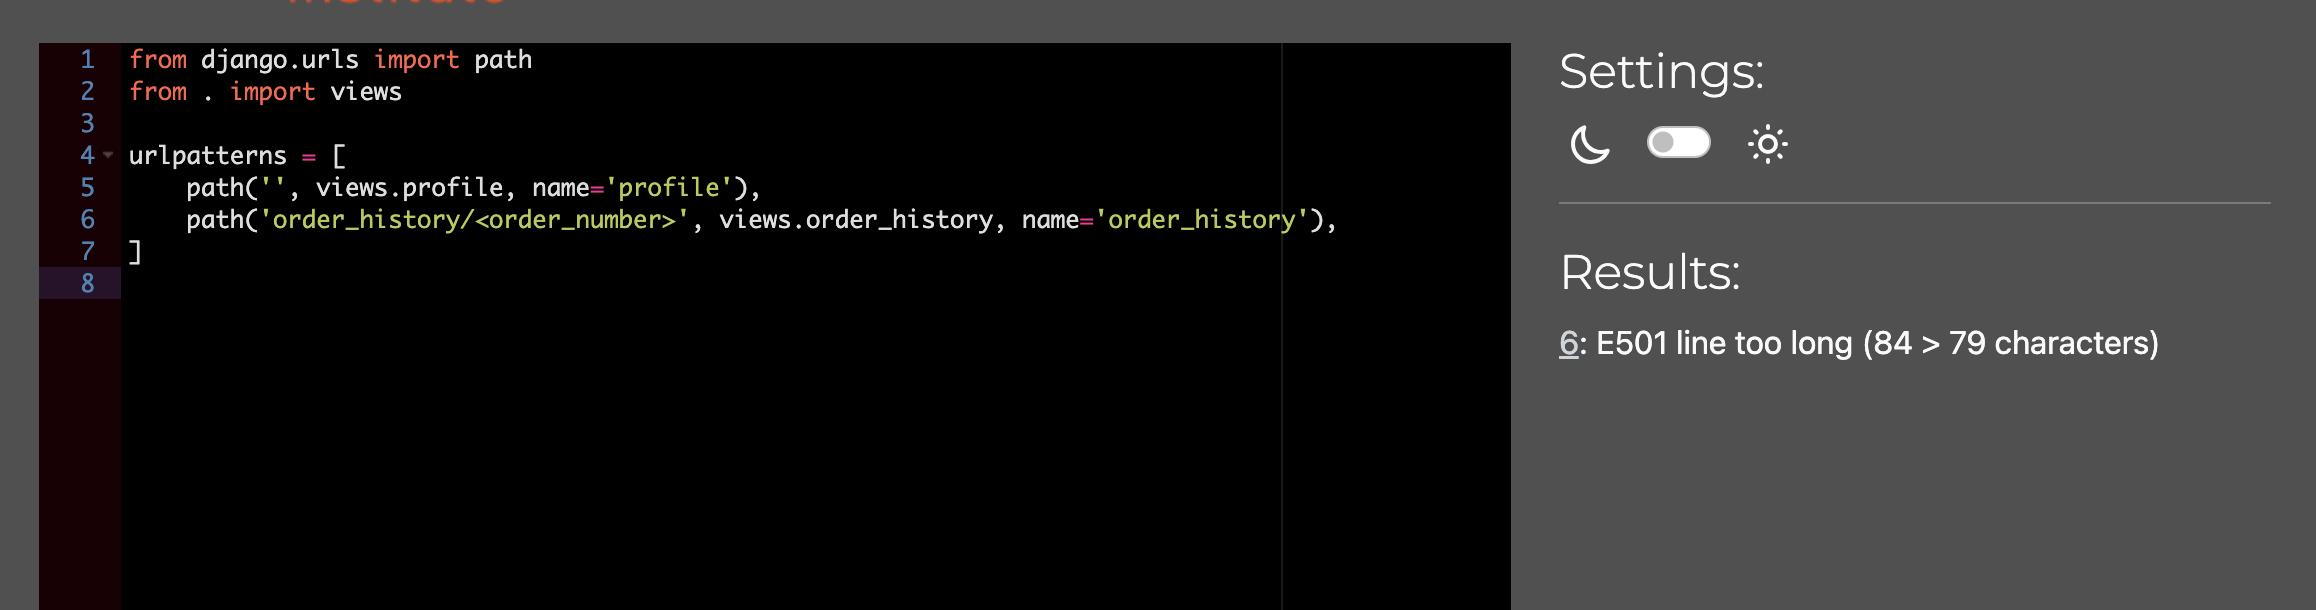 1 from django.urls import path
2 from . import views
3
4 urlpatterns = [
5     path('', views.profile, name='profile'),
6     path('order_history/<order_number>', views.order_history, name='order_history'),
7 ]
8
Settings:
Results:
6: E501 line too long (84 > 79 characters)